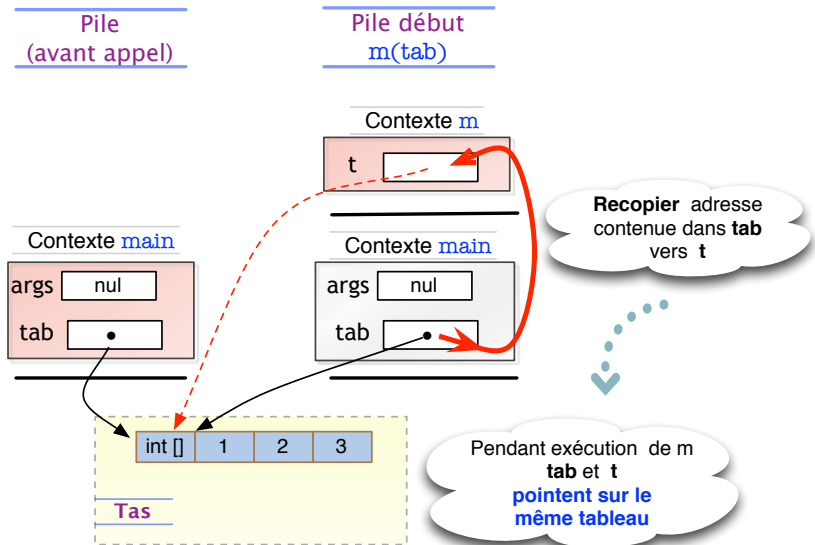 Pile
(avant appel)
Pile début
m(tab)
Contexte m
t
Recopier adresse
contenue dans tab
vers t
Contexte main
args nul
tab
Contexte main
args nul
tab
int [] 1 2 3
Tas
Pendant exécution de m
tab et t
pointent sur le
même tableau